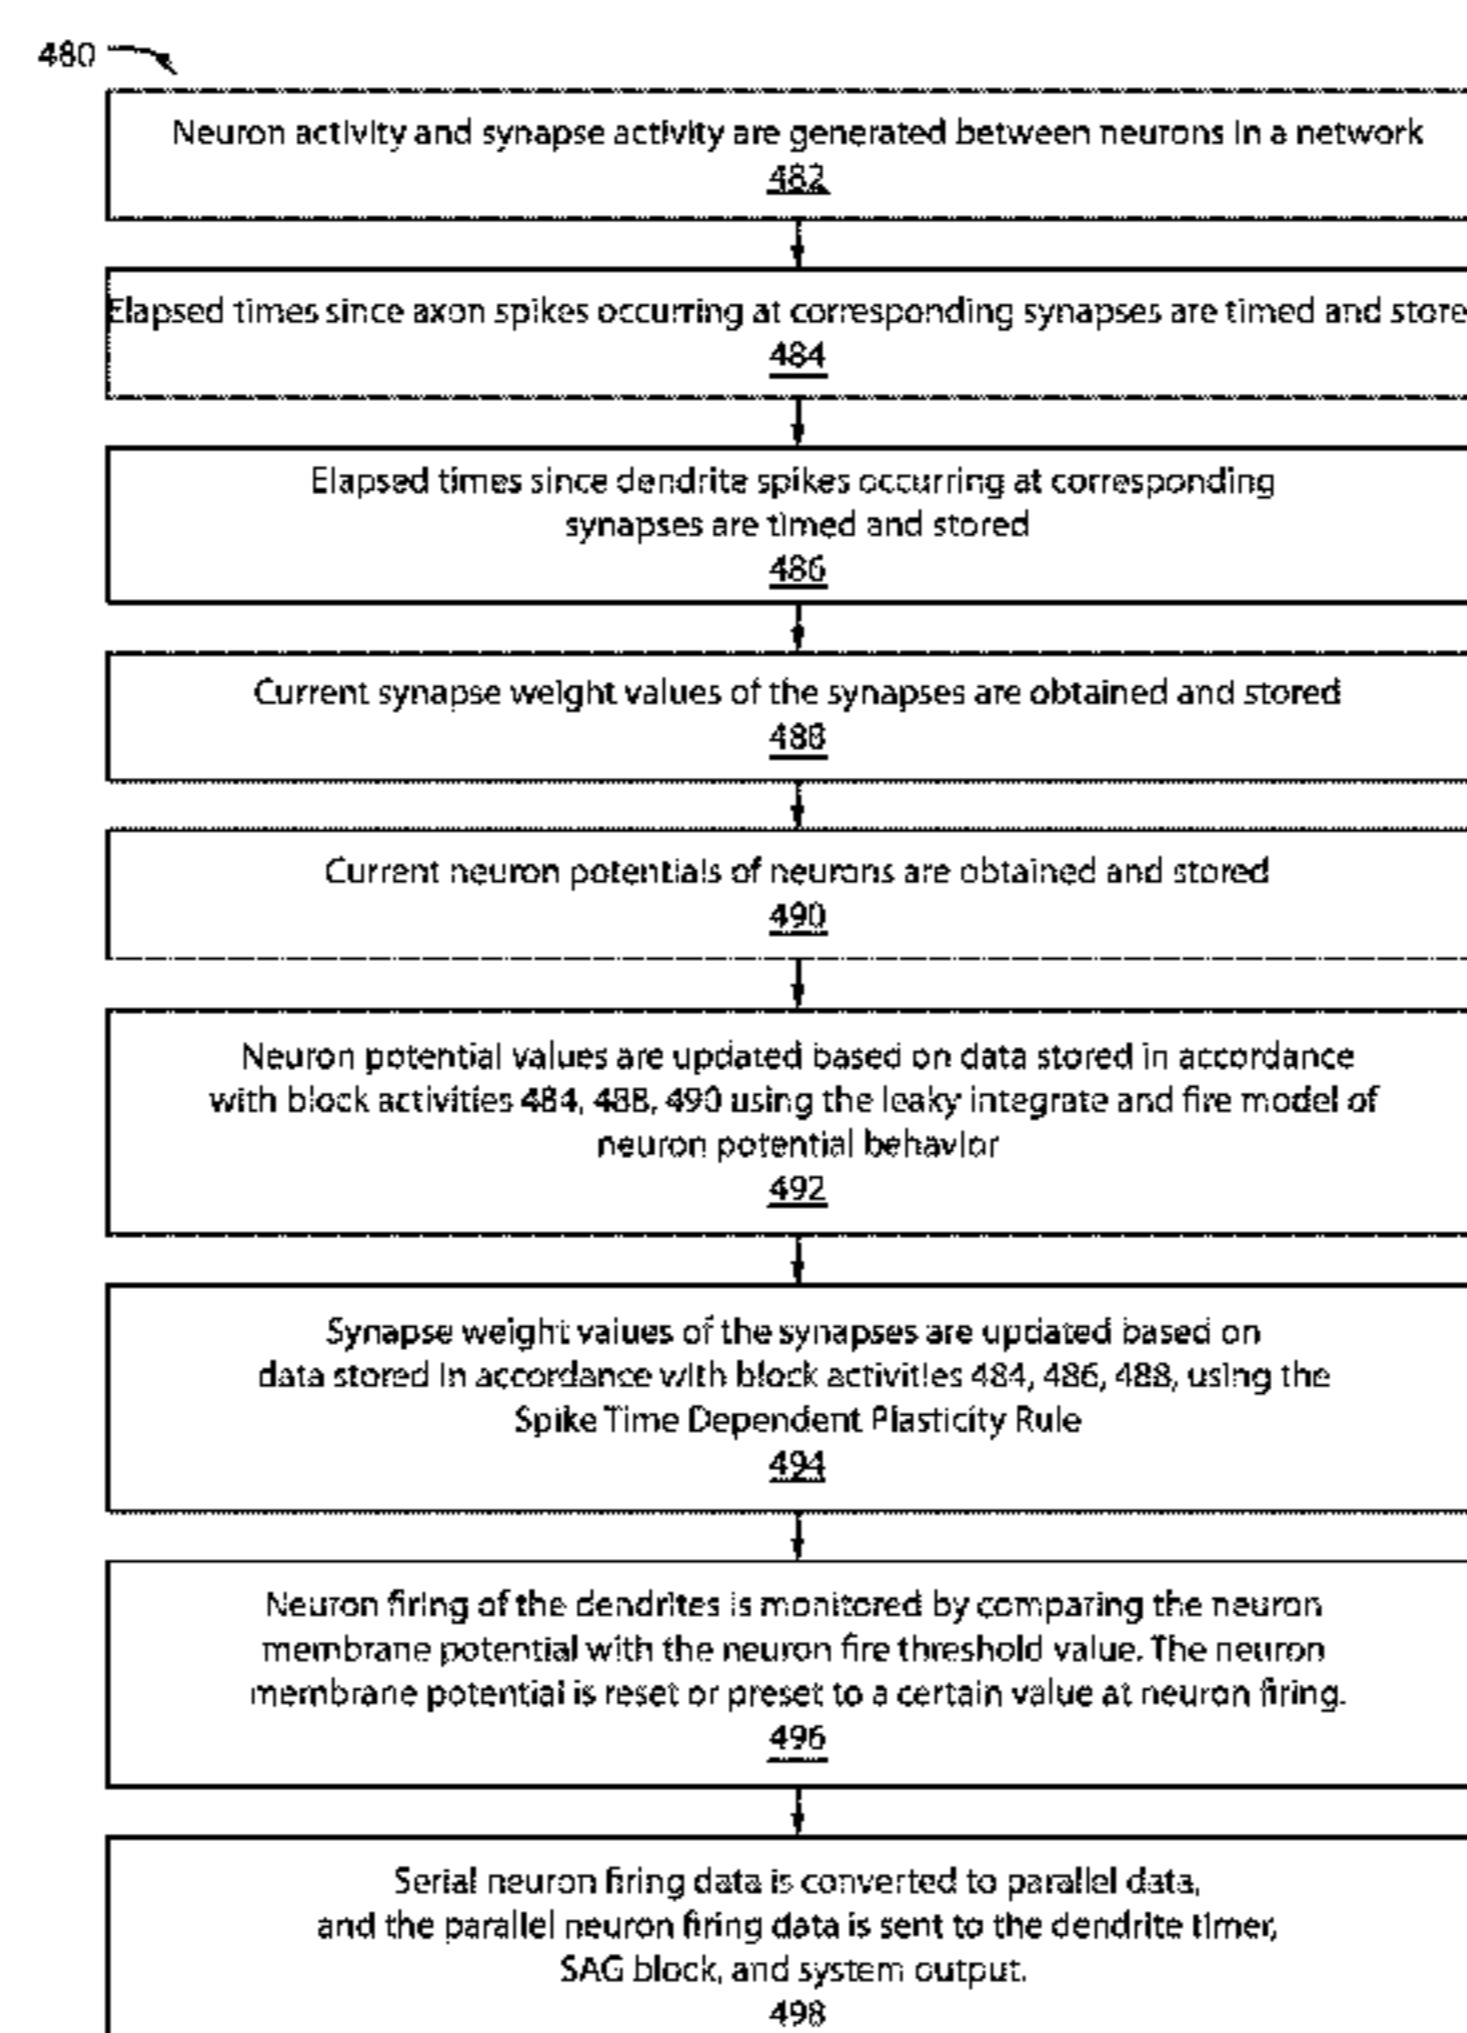 480
Neuron activity and synapse activity are generated between neurons in a network
482
Elapsed times since axon spikes occurring at corresponding synapses are timed and store
484
Elapsed times since dendrite spikes occurring at corresponding
synapses are timed and stored
486
Current synapse weight values of the synapses are obtained and stored
488
Current neuron potentials of neurons are obtained and stored
490
Neuron potential values are updated based on data stored in accordance
with block activities 484, 488, 490 using the leaky integrate and fire model of
neuron potential behavior
492
Synapse weight values of the synapses are updated based on
data stored in accordance with block activities 484, 486, 488, using the
Spike Time Dependent Plasticity Rule
494
Neuron firing of the dendrites is monitored by comparing the neuron
membrane potential with the neuron fire threshold value. The neuron
membrane potential is reset or preset to a certain value at neuron firing.
496
Serial neuron firing data is converted to parallel data,
and the parallel neuron firing data is sent to the dendrite timer,
SAG block, and system output.
498